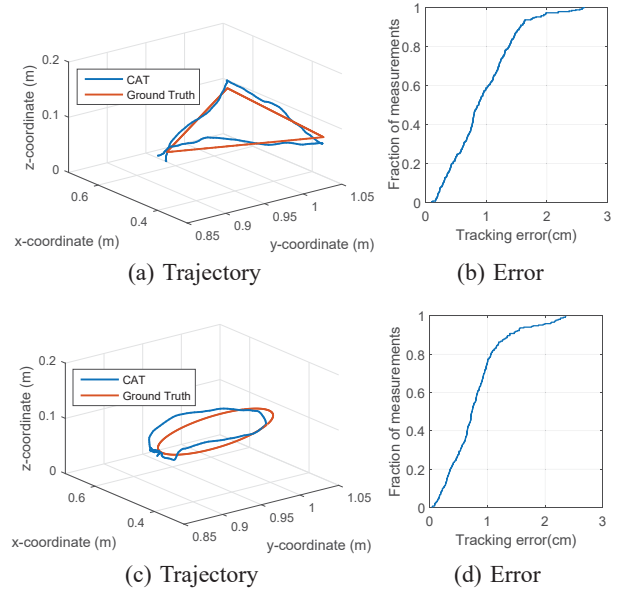 0.2
0.1
0
z-coordinate (m)
CAT
Ground Truth
0.6
0.4
x-coordinate (m)
0.85
0.9
0.95
1
1.05
y-coordinate (m)
(a) Trajectory
1
0.8
0.6
0.4
0.2
0
Fraction of measurements
0 1 2 3
Tracking error(cm)
(b) Error
0.2
0.1
0
z-coordinate (m)
CAT
Ground Truth
0.6
0.4
x-coordinate (m)
0.85
0.9
0.95
1
1.05
y-coordinate (m)
(c) Trajectory
1
0.8
0.6
0.4
0.2
0
Fraction of measurements
0 1 2 3
Tracking error(cm)
(d) Error